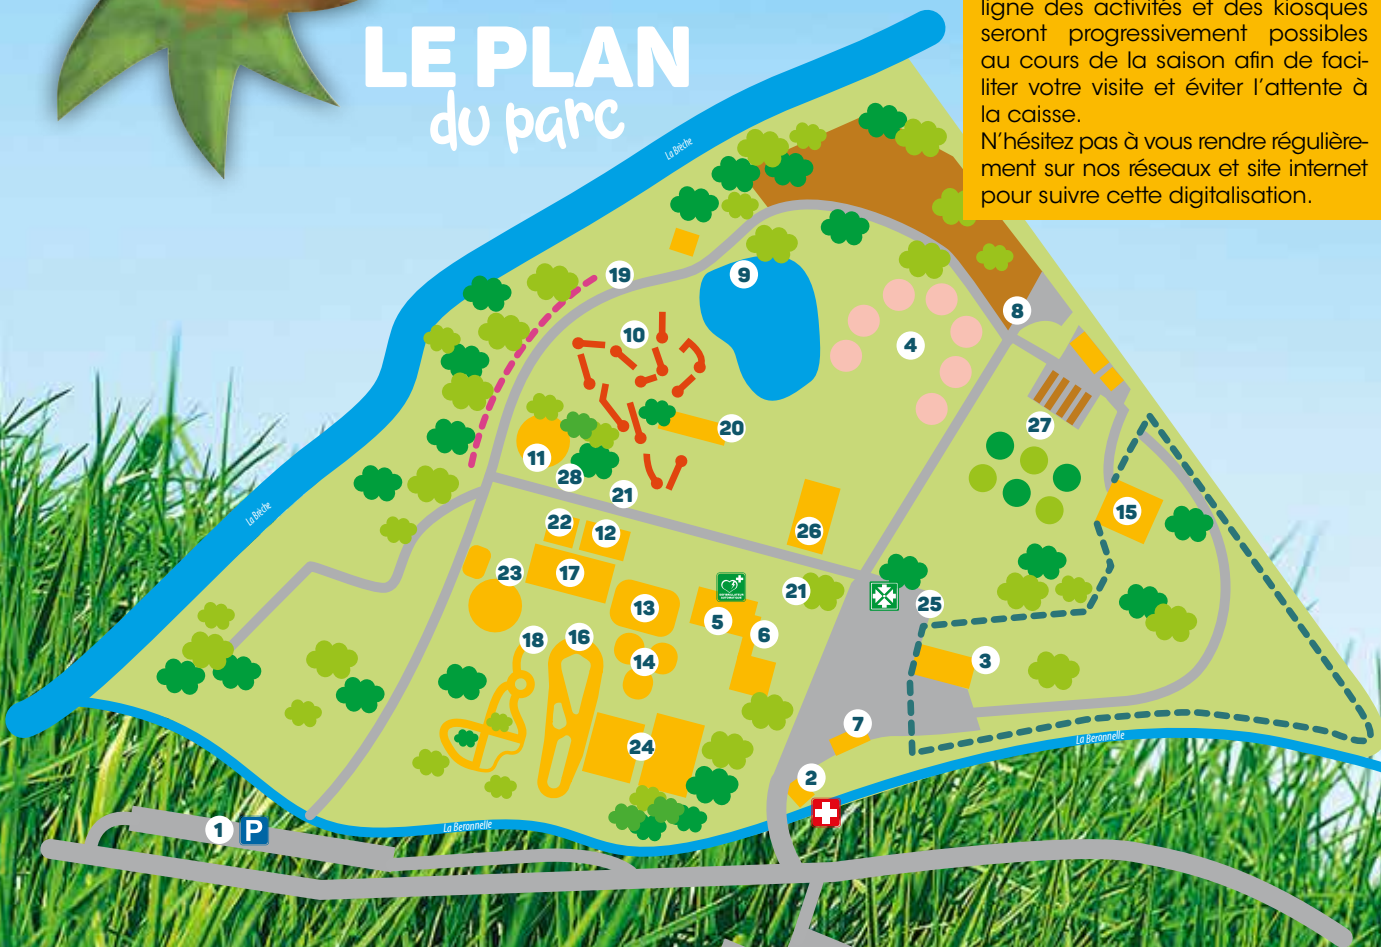 LE PLAN
du parc
ligne des activités et des kiosques
seront progressivement possibles
au cours de la saison afin de faci-
liter votre visite et éviter l'attente à
la caisse.
N'hésitez pas à vous rendre régulière-
ment sur nos réseaux et site internet
pour suivre cette digitalisation.
La Brèche
19
9
8
10
4
20
27
11
28
21
15
22
12
26
23
17
13
5
21
25
6
18
16
14
3
7
24
2
La Brèche
La Beronnelle
La Beronnelle
1
P